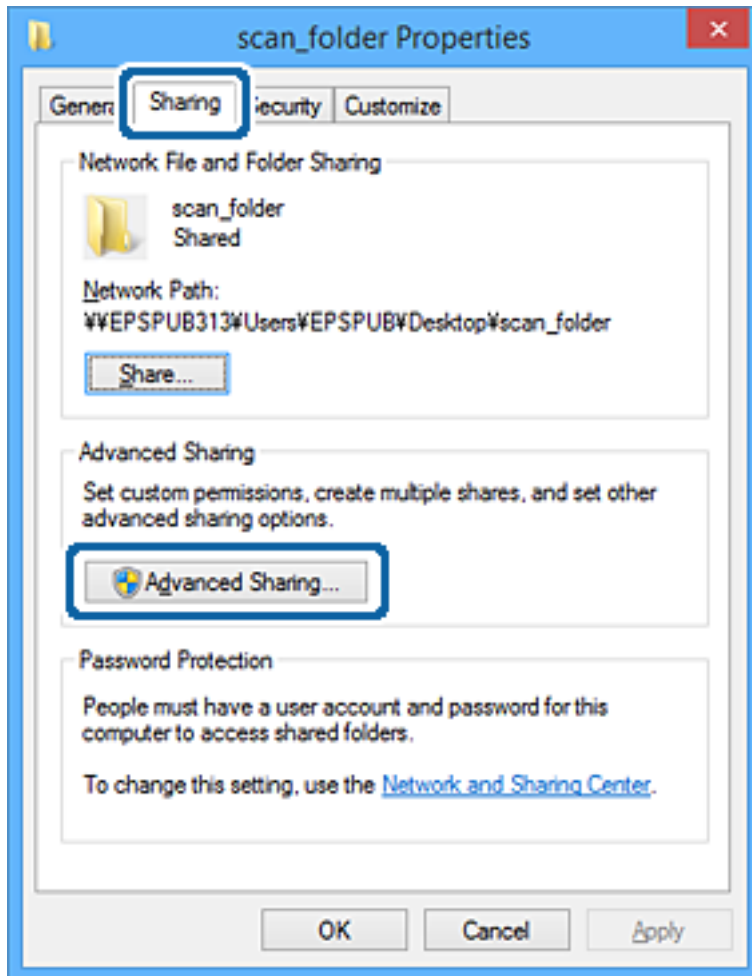 scan_folder Properties
General Sharing Security Customize
Network File and Folder Sharing
scan_folder
Shared
Network Path:
¥¥EPSPUB313¥Users¥EPSPUB¥Desktop¥scan_folder
Share...
Advanced Sharing
Set custom permissions, create multiple shares, and set other
advanced sharing options.
Advanced Sharing...
Password Protection
People must have a user account and password for this
computer to access shared folders.
To change this setting, use the Network and Sharing Center.
OK Cancel Apply